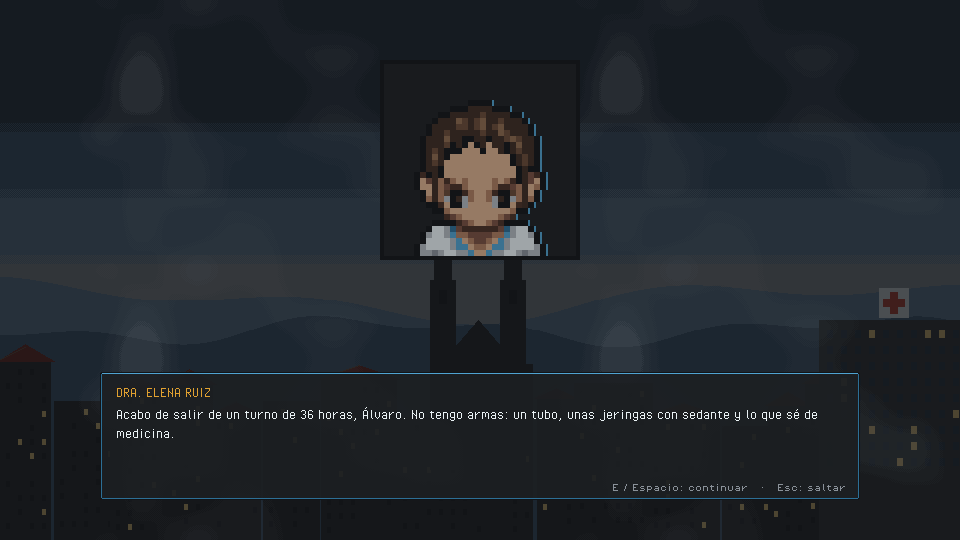 DRA. ELENA RUIZ
Acabo de salir de un turno de 36 horas, Álvaro. No tengo armas: un tubo, unas jeringas con sedante y lo que sé de
medicina.
E / Espacio: continuar · Esc: saltar